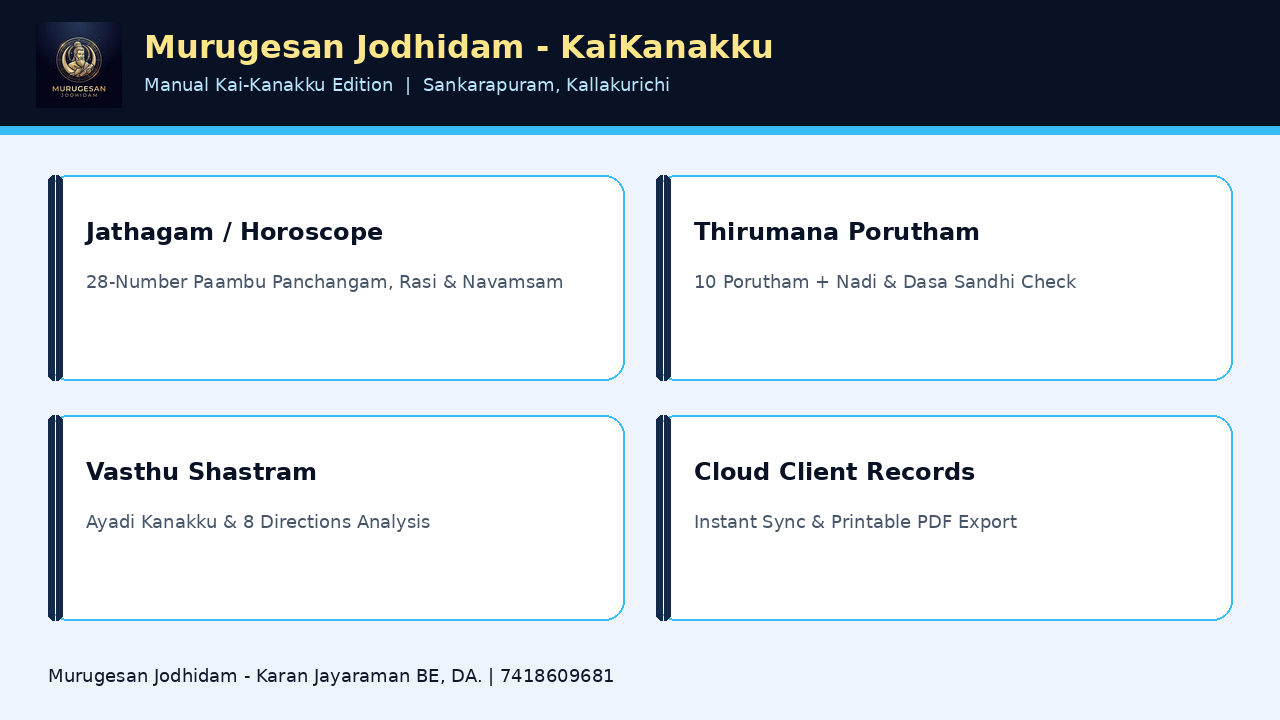 MURUGESAN
JODHIDAM
Murugesan Jodhidam - KaiKanakku
Manual Kai-Kanakku Edition | Sankarapuram, Kallakurichi
Jathagam / Horoscope
28-Number Paambu Panchangam, Rasi & Navamsam
Thirumana Porutham
10 Porutham + Nadi & Dasa Sandhi Check
Vasthu Shastram
Ayadi Kanakku & 8 Directions Analysis
Cloud Client Records
Instant Sync & Printable PDF Export
Murugesan Jodhidam - Karan Jayaraman BE, DA. | 7418609681